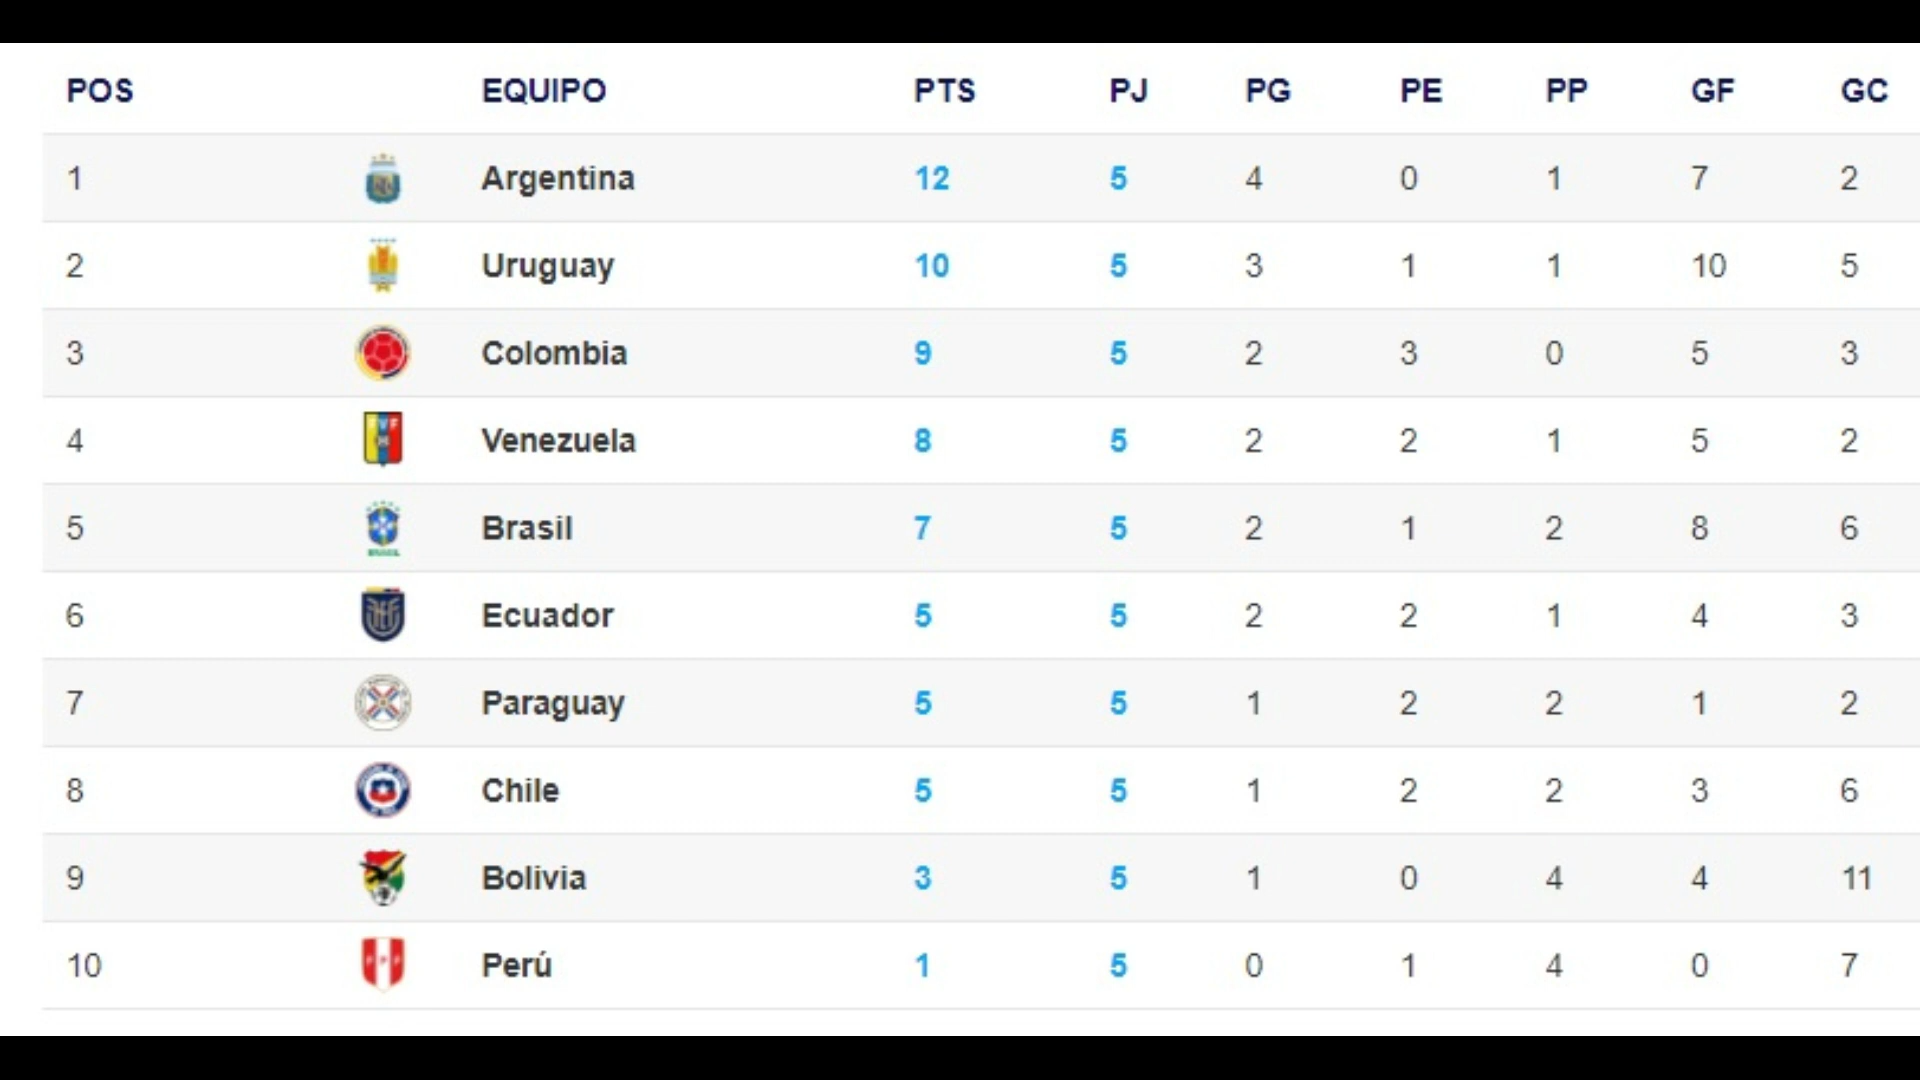 POS EQUIPO PTS PJ PG PE PP GF GC
1 Argentina 12 5 4 0 1 7 2
2 Uruguay 10 5 3 1 1 10 5
3 Colombia 9 5 2 3 0 5 3
4 Venezuela 8 5 2 2 1 5 2
5 Brasil 7 5 2 1 2 8 6
6 Ecuador 5 5 2 2 1 4 3
7 Paraguay 5 5 1 2 2 1 2
8 Chile 5 5 1 2 2 3 6
9 Bolivia 3 5 1 0 4 4 11
10 Perú 1 5 0 1 4 0 7